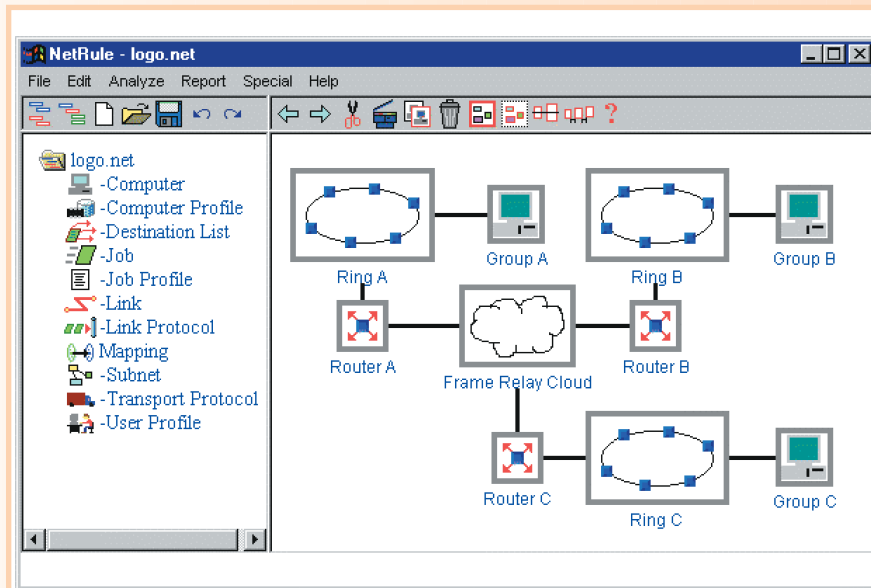 NetRule - logo.net
File Edit Analyze Report Special Help
?
logo.net
-Computer
-Computer Profile
-Destination List
-Job
-Job Profile
-Link
-Link Protocol
Mapping
-Subnet
-Transport Protocol
-User Profile
Ring A
Group A
Ring B
Group B
Router A
Frame Relay Cloud
Router B
Router C
Ring C
Group C